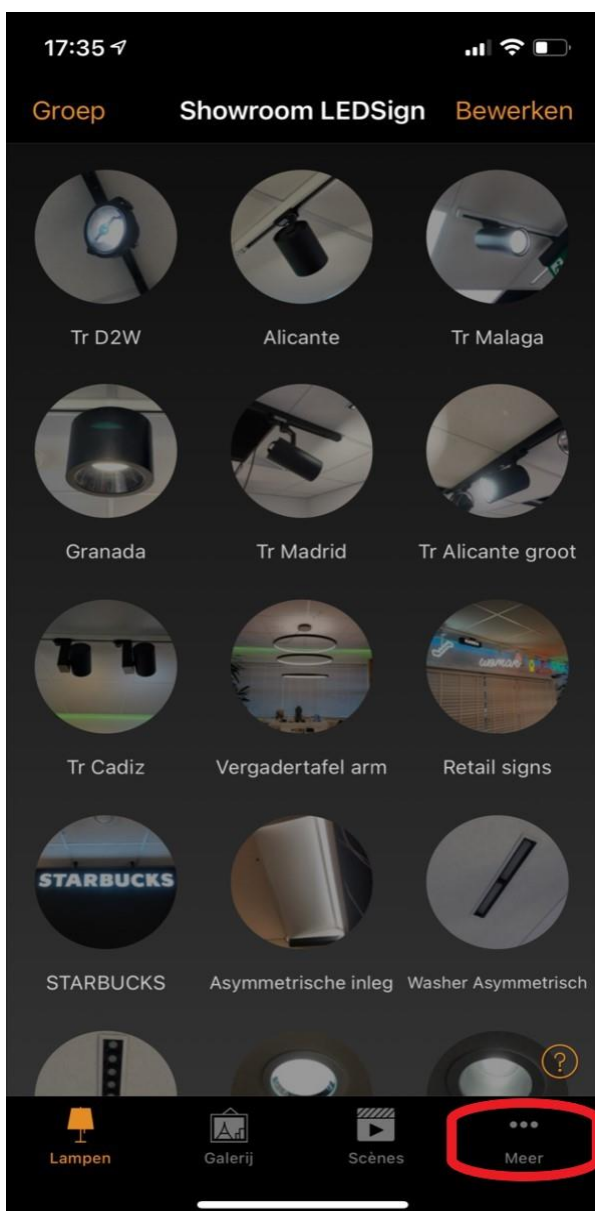 17:35
Groep Showroom LEDSign Bewerken
Tr D2W Alicante Tr Malaga
Granada Tr Madrid Tr Alicante groot
woman
Tr Cadiz Vergadertafel arm Retail signs
STARBUCKS
STARBUCKS Asymmetrische inleg Washer Asymmetrisch
?
Lampen Galerij Scènes Meer